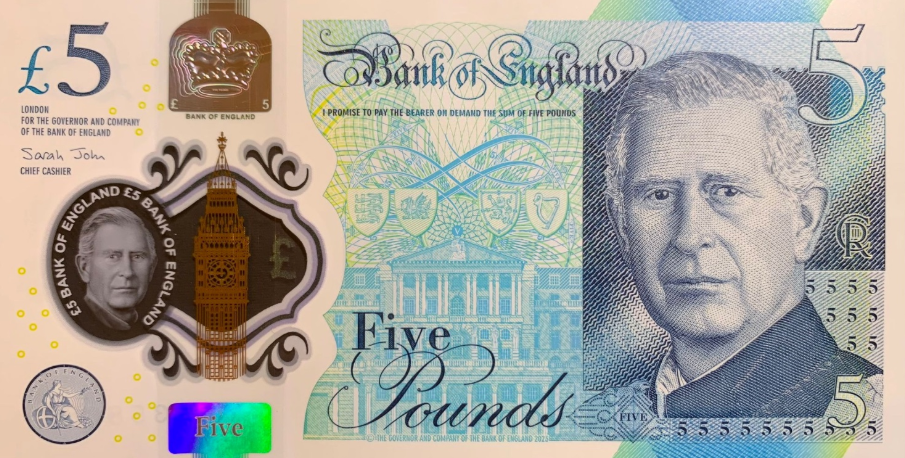 £5
LONDON
FOR THE GOVERNOR AND COMPANY
OF THE BANK OF ENGLAND
Sarah John
CHIEF CASHIER
£ 5
BANK OF ENGLAND
£5 BANK OF ENGLAND £5 BANK OF ENGLAND
£
BANK OF ENGLAND
Five
Bank of England
I PROMISE TO PAY THE BEARER ON DEMAND THE SUM OF FIVE POUNDS
Five
Pounds
© THE GOVERNOR AND COMPANY OF THE BANK OF ENGLAND
FIVE
5
5 5 5 5
5 5 5
5 5
5
5 5 5 5 5 5 5 5 5